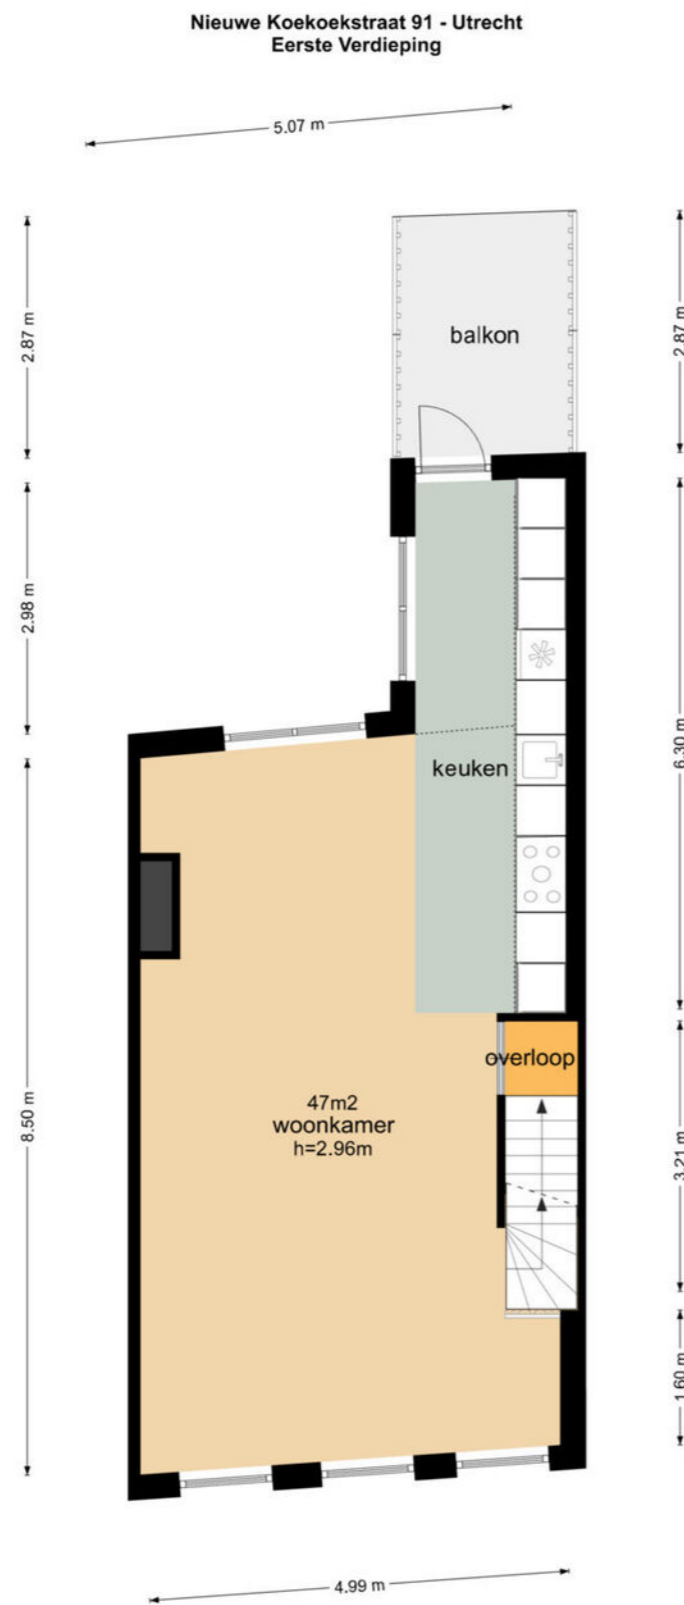 Nieuwe Koekoekstraat 91 - Utrecht
Eerste Verdieping
5.07 m
2.87 m
2.87 m
balkon
2.98 m
6.30 m
keuken
8.50 m
overloop
47m2
woonkamer
h=2.96m
3.21 m
1.60 m
4.99 m